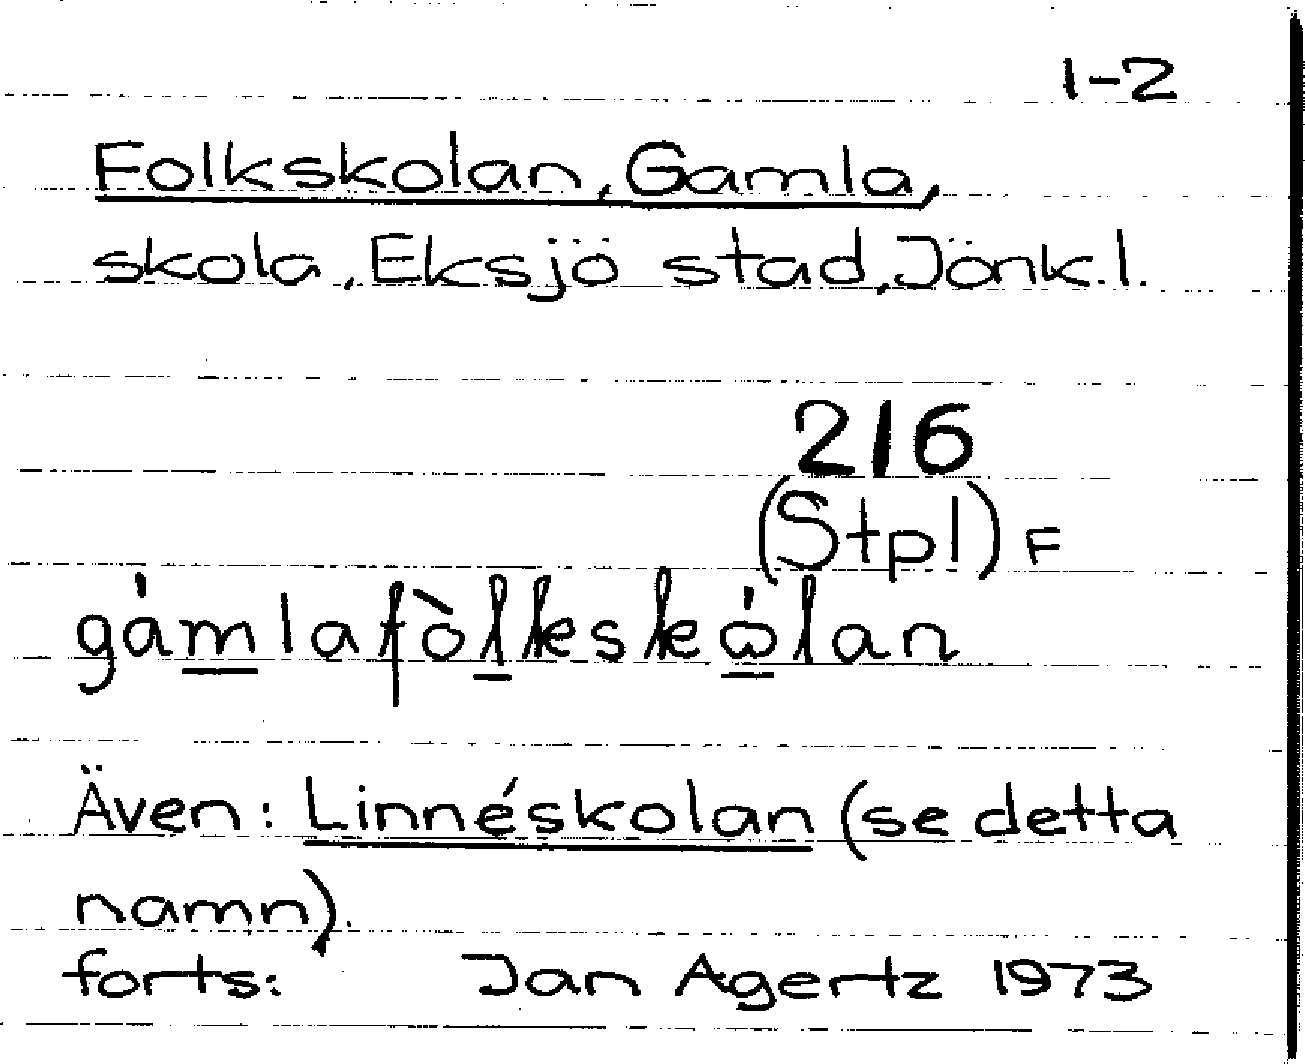 1-2
Folkskolan, Gamla,
skola, Eksjö stad, Jönk.l.
216
(Stpl) F
gámlafòlkskɷ́lan
Även: Linnéskolan (se detta
namn).
forts: Jan Agertz 1973